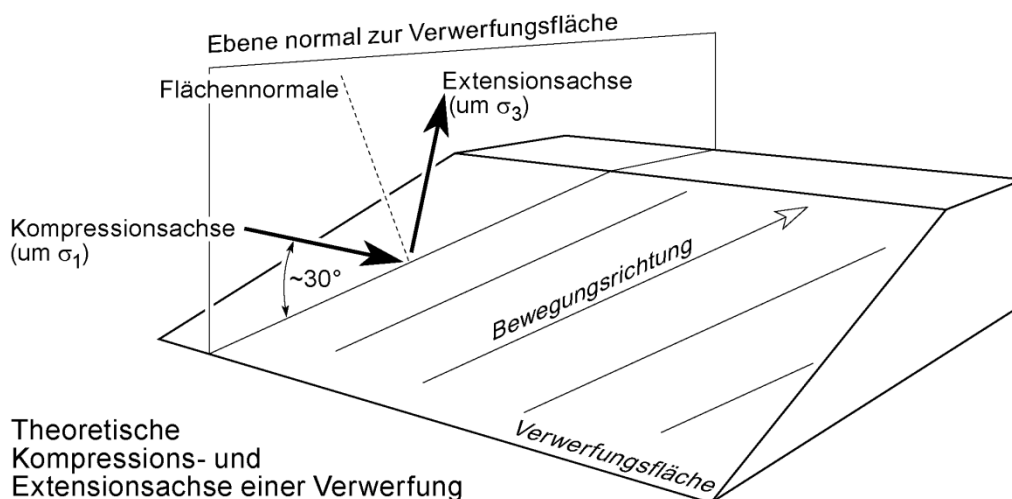 Ebene normal zur Verwerfungsfläche
Flächennormale
Extensionsachse
(um σ3)
Kompressionsachse
(um σ1)
~30°
Bewegungsrichtung
Verwerfungsfläche
Theoretische
Kompressions- und
Extensionsachse einer Verwerfung